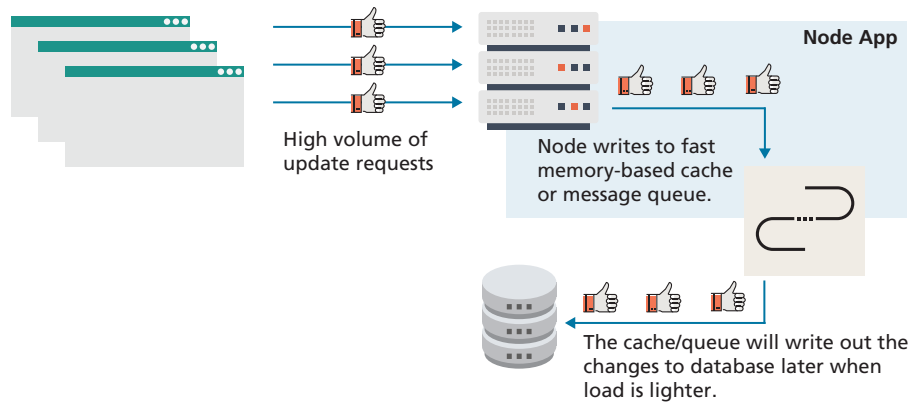 Node App
High volume of
update requests
Node writes to fast
memory-based cache
or message queue.
The cache/queue will write out the
changes to database later when
load is lighter.